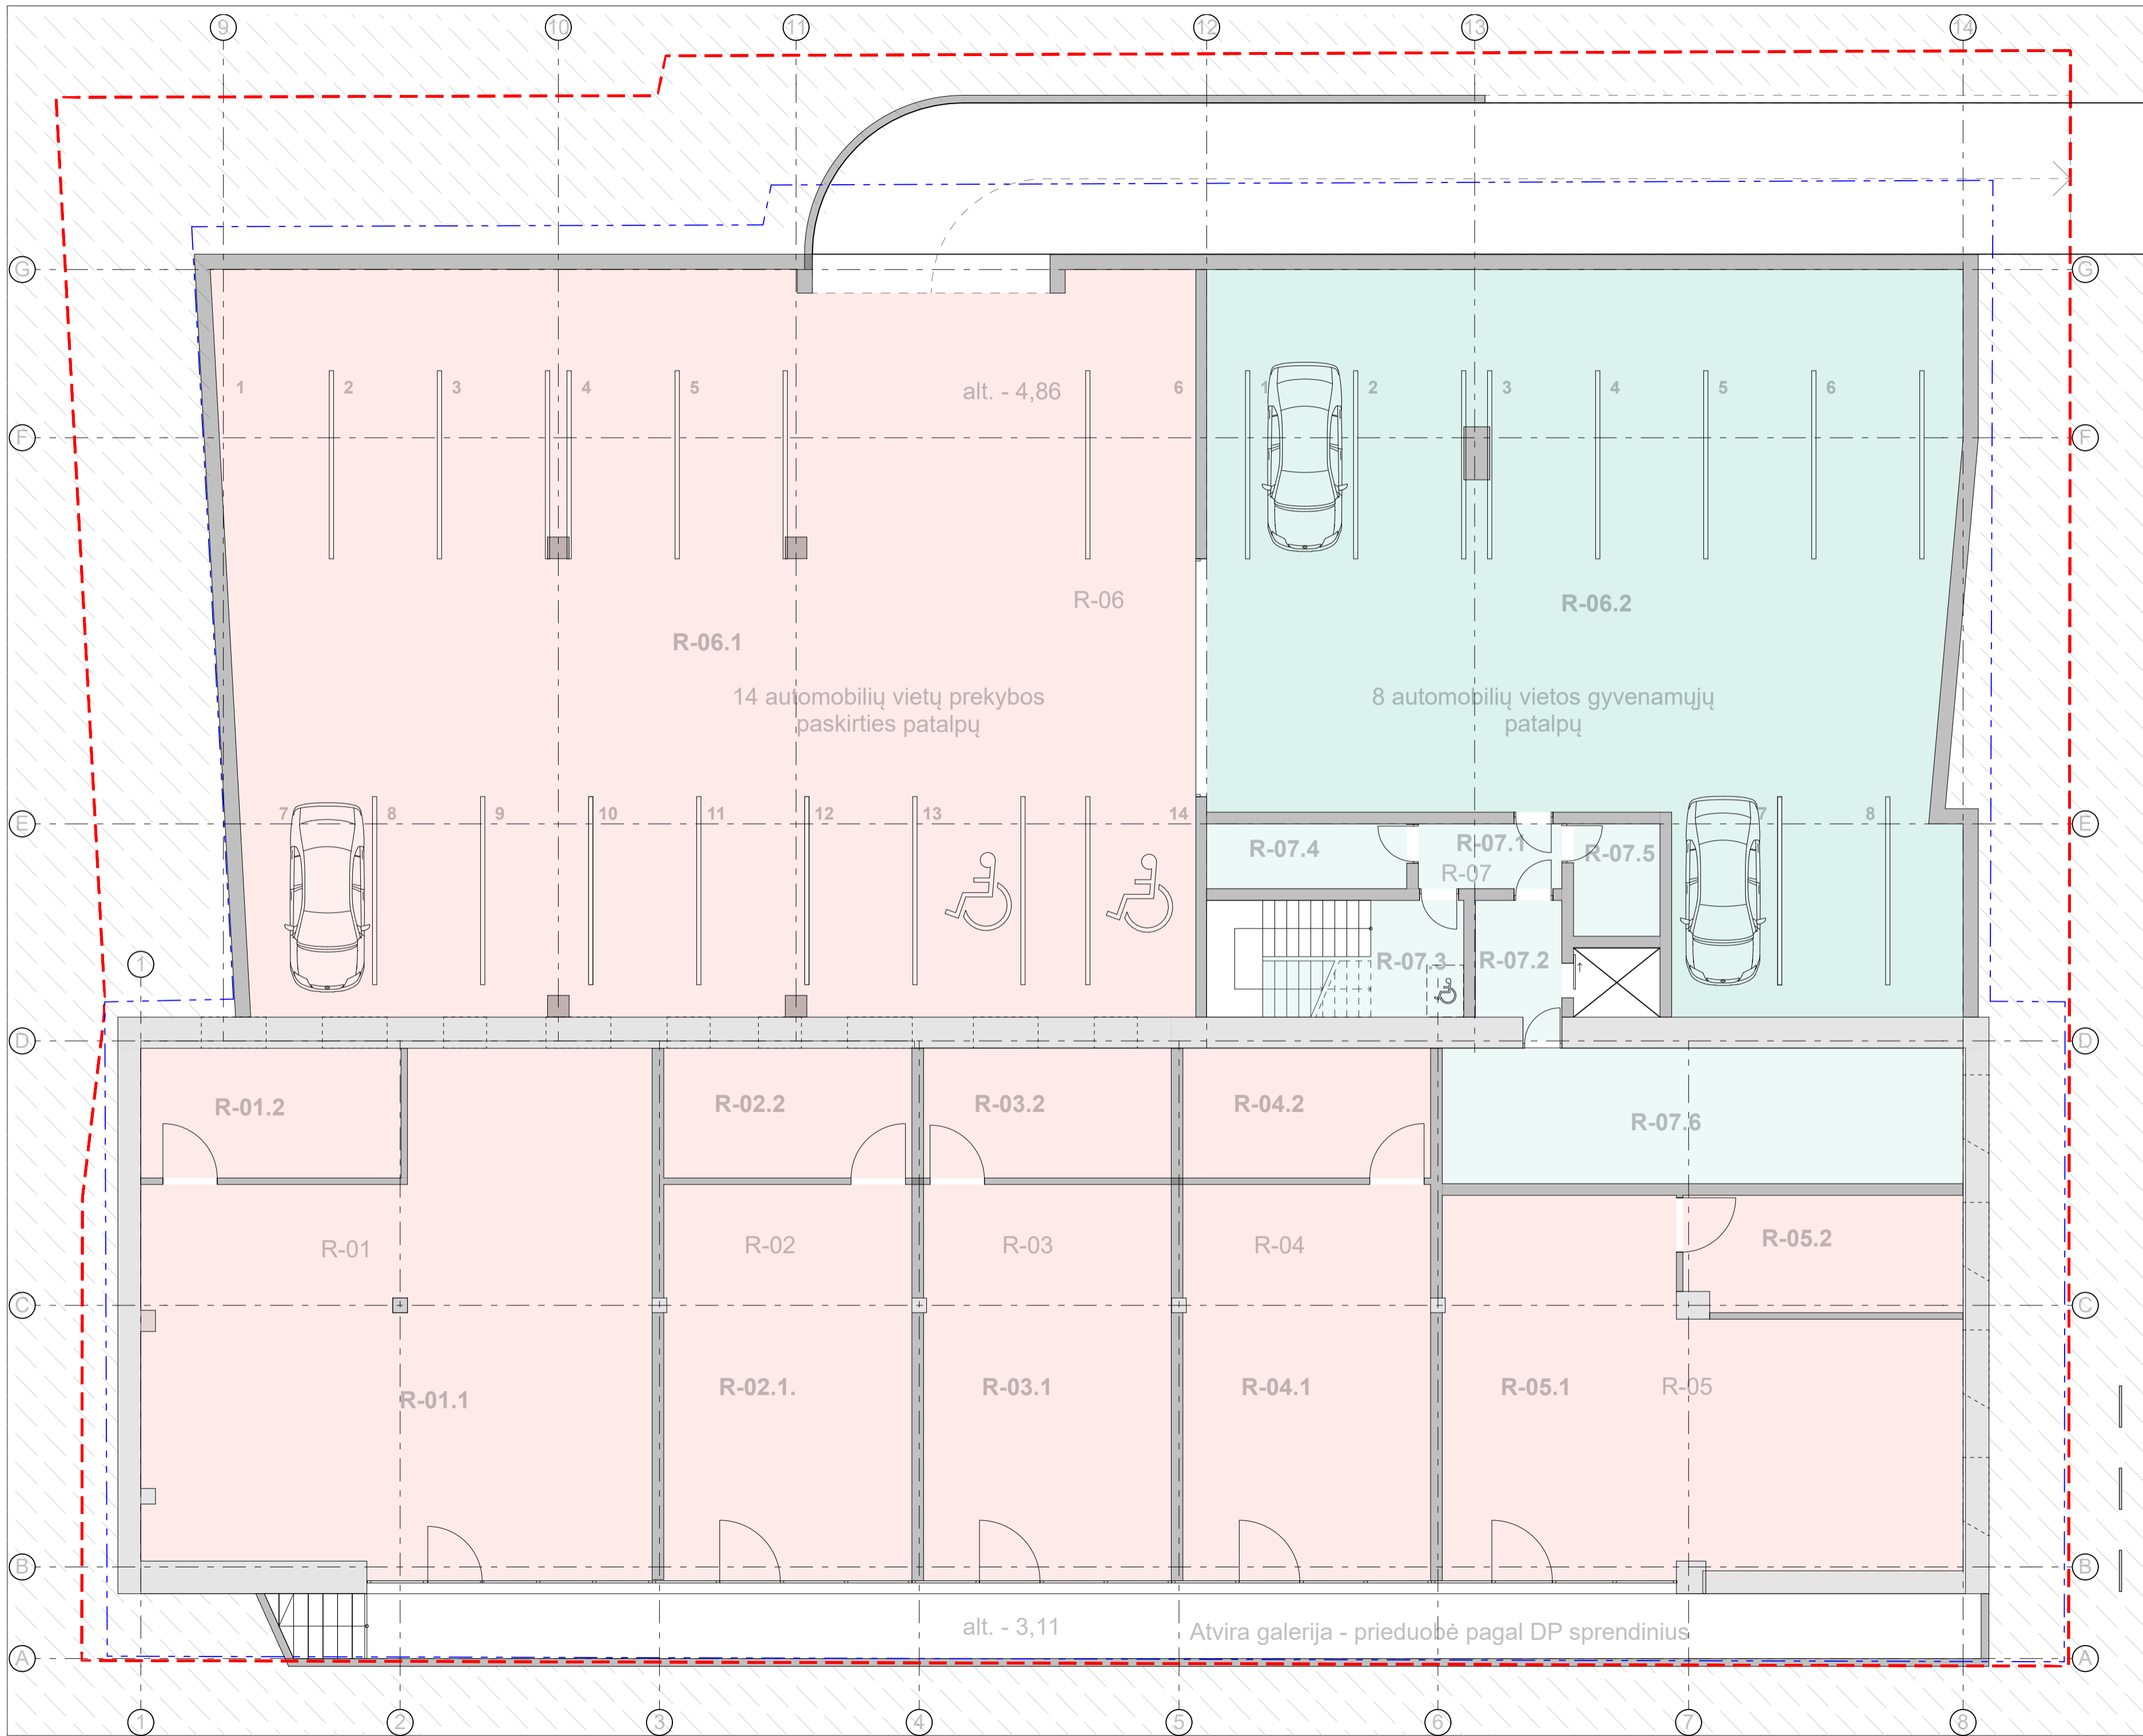 9 10 11 12 13 14
G G
1 2 3 4 5 alt. - 4,86 6 1 2 3 4 5 6
F F
R-06 R-06.2
R-06.1
14 automobilių vietų prekybos
paskirties patalpų
8 automobilių vietos gyvenamųjų
patalpų
7 8 9 10 11 12 13 14 7 8
E E
R-07.4 R-07.1 R-07.5
R-07
R-07.3 R-07.2
1
D D
R-01.2 R-02.2 R-03.2 R-04.2 R-07.6
R-01 R-02 R-03 R-04 R-05.2
C C
R-01.1 R-02.1. R-03.1 R-04.1 R-05.1 R-05
B B
alt. - 3,11 Atvira galerija - prieduobė pagal DP sprendinius
A A
1 2 3 4 5 6 7 8